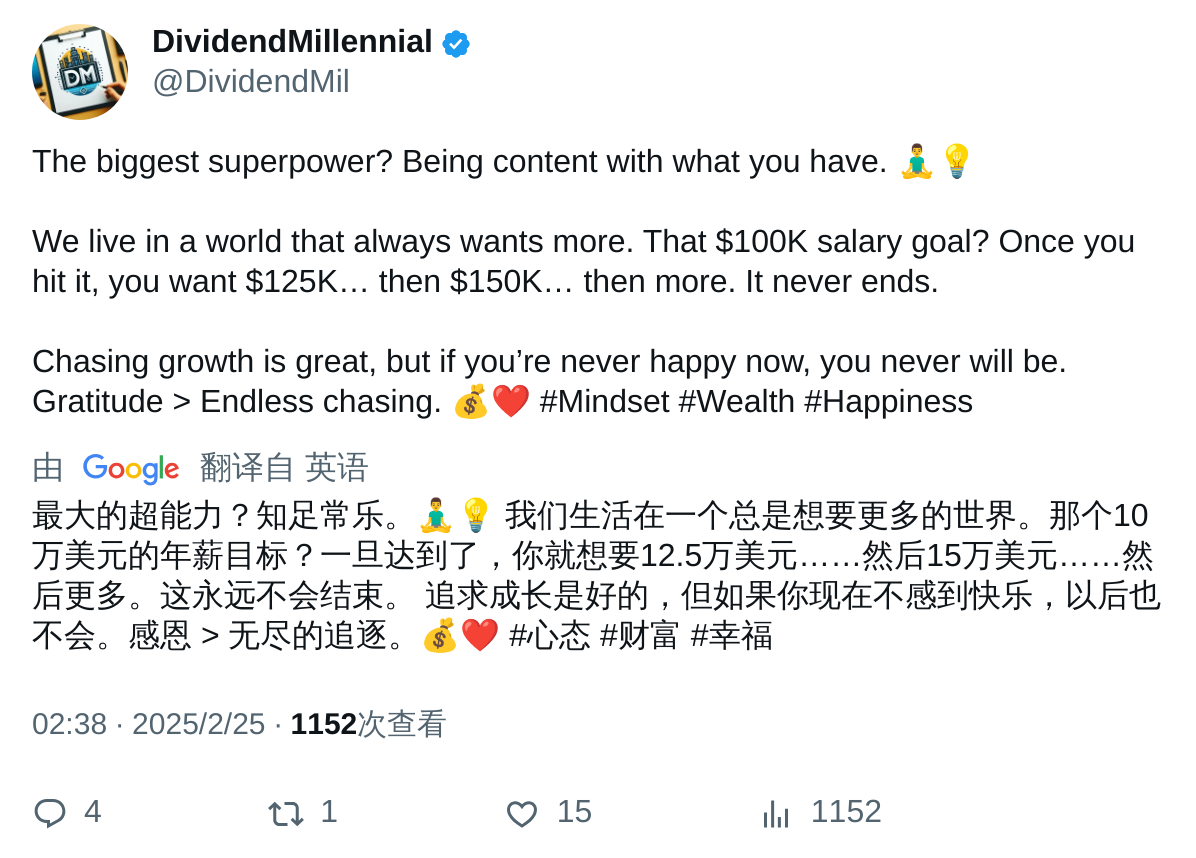 DM
DividendMillennial
@DividendMil
The biggest superpower? Being content with what you have. 🧘‍♂️💡
We live in a world that always wants more. That $100K salary goal? Once you
hit it, you want $125K… then $150K… then more. It never ends.
Chasing growth is great, but if you’re never happy now, you never will be.
Gratitude > Endless chasing. 💰❤️ #Mindset #Wealth #Happiness
由 Google 翻译自 英语
最大的超能力？知足常乐。🧘‍♂️💡 我们生活在一个总是想要更多的世界。那个10
万美元的年薪目标？一旦达到了，你就想要12.5万美元……然后15万美元……然
后更多。这永远不会结束。 追求成长是好的，但如果你现在不感到快乐，以后也
不会。感恩 > 无尽的追逐。💰❤️ #心态 #财富 #幸福
02:38 · 2025/2/25 · 1152次查看
4 1 15 1152